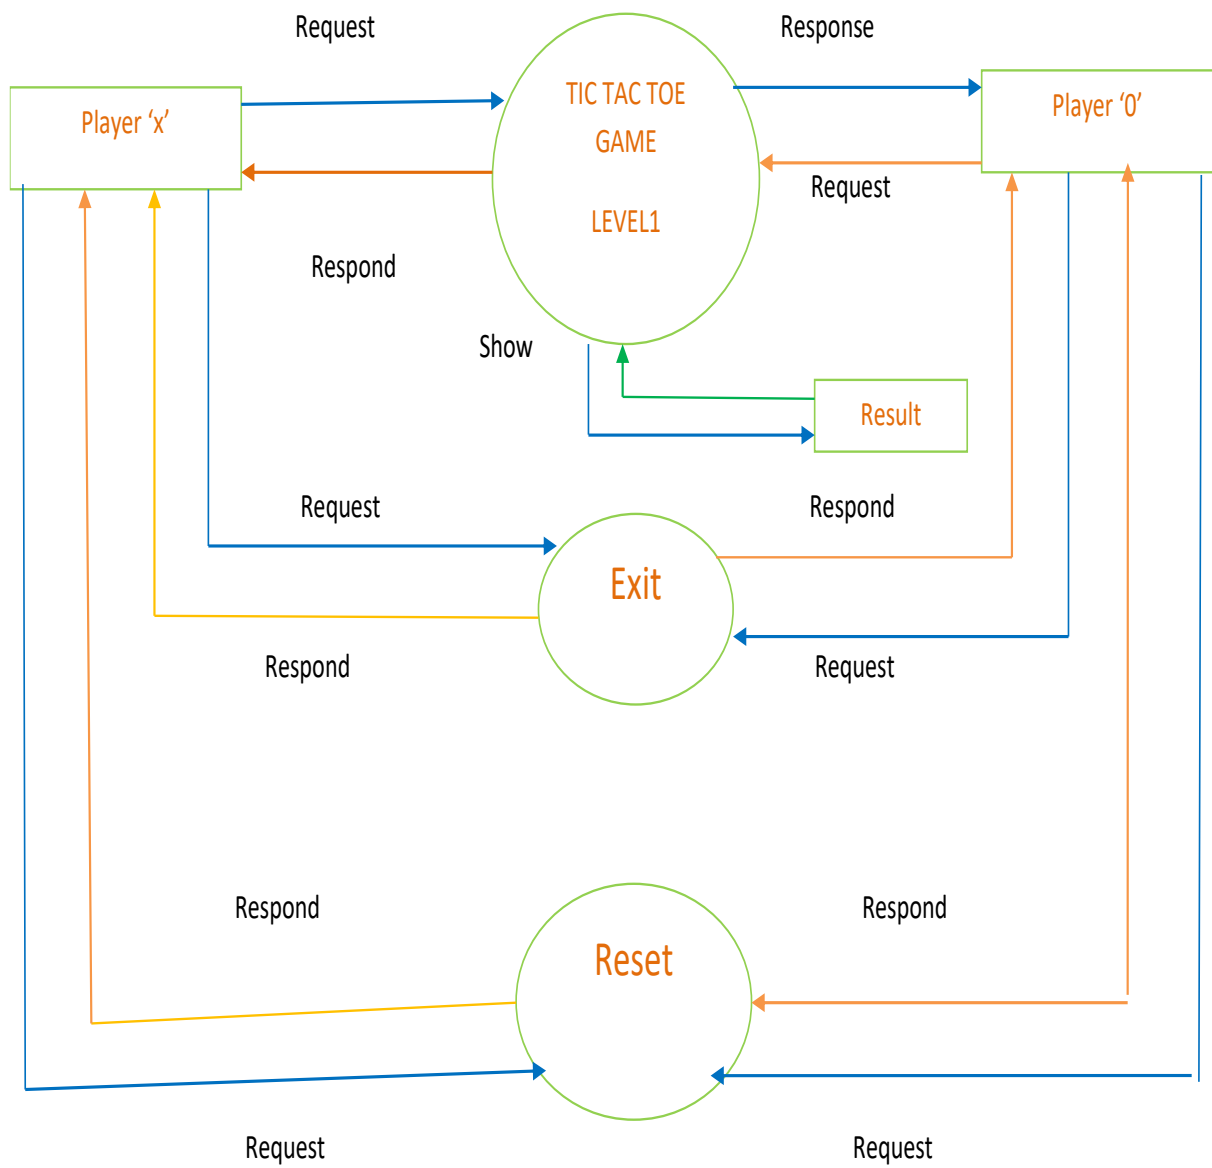 Request
Response
TIC TAC TOE
GAME
LEVEL1
Player ‘x’
Player ‘0’
Request
Respond
Show
Result
Request
Respond
Exit
Respond
Request
Respond
Respond
Reset
Request
Request